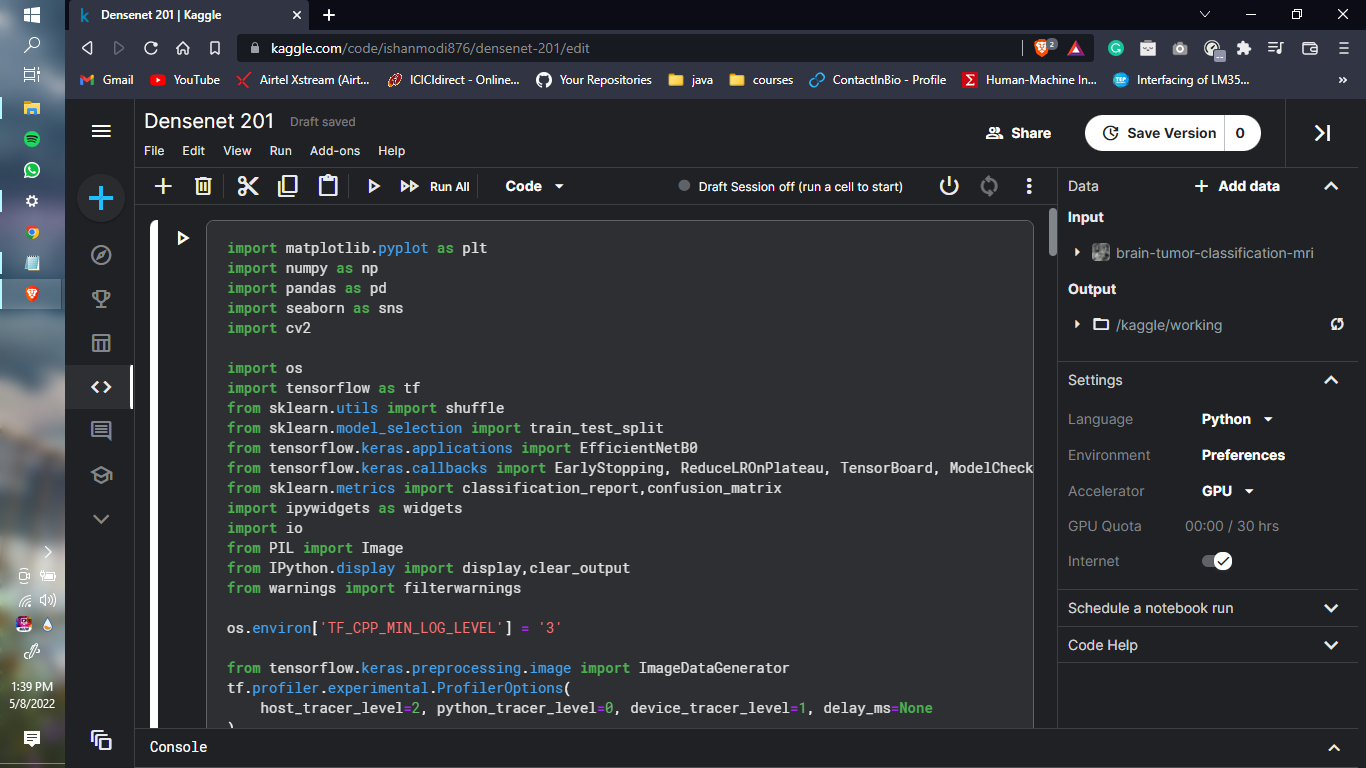 Densenet 201 | Kaggle
kaggle.com/code/ishanmodi876/densenet-201/edit
2
Gmail YouTube Airtel Xstream (Airt... ICICIdirect - Online... Your Repositories java courses ContactInBio - Profile Human-Machine In... Interfacing of LM35... »
Densenet 201 Draft saved
File Edit View Run Add-ons Help
Share
Save Version 0
Run All Code Draft Session off (run a cell to start)
import matplotlib.pyplot as plt
import numpy as np
import pandas as pd
import seaborn as sns
import cv2
import os
import tensorflow as tf
from sklearn.utils import shuffle
from sklearn.model_selection import train_test_split
from tensorflow.keras.applications import EfficientNetB0
from tensorflow.keras.callbacks import EarlyStopping, ReduceLROnPlateau, TensorBoard, ModelCheck
from sklearn.metrics import classification_report,confusion_matrix
import ipywidgets as widgets
import io
from PIL import Image
from IPython.display import display,clear_output
from warnings import filterwarnings
os.environ['TF_CPP_MIN_LOG_LEVEL'] = '3'
from tensorflow.keras.preprocessing.image import ImageDataGenerator
tf.profiler.experimental.ProfilerOptions(
host_tracer_level=2, python_tracer_level=0, device_tracer_level=1, delay_ms=None
)
Console
Data + Add data
Input
brain-tumor-classification-mri
Output
/kaggle/working
Settings
Language Python
Environment Preferences
Accelerator GPU
GPU Quota 00:00 / 30 hrs
Internet
Schedule a notebook run
Code Help
1:39 PM
5/8/2022